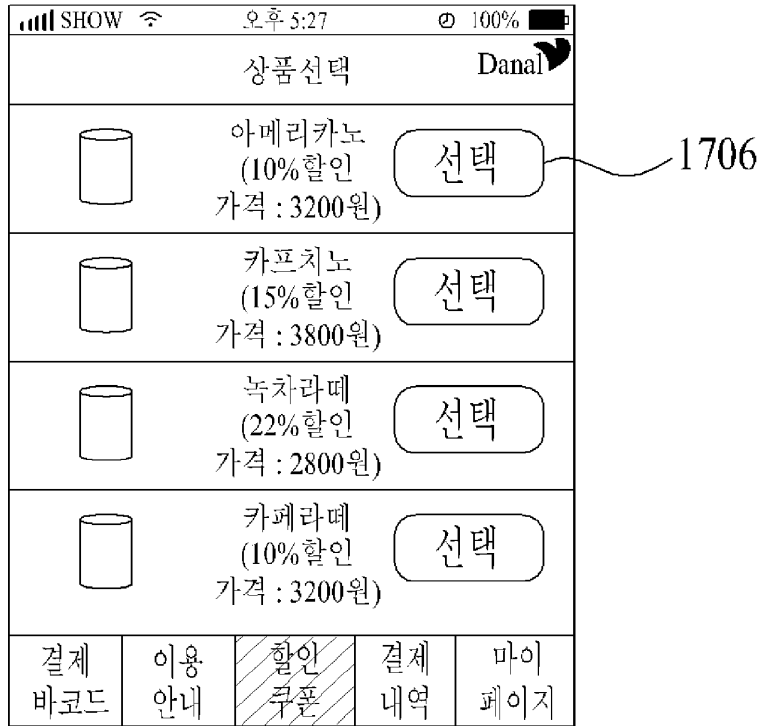 SHOW 오후 5:27 100%
상품선택 Danal
아메리카노
(10%할인
가격 : 3200원)
선택
1706
카프치노
(15%할인
가격 : 3800원)
선택
녹차라떼
(22%할인
가격 : 2800원)
선택
카페라떼
(10%할인
가격 : 3200원)
선택
결제 이용 할인 결제 마이
바코드 안내 쿠폰 내역 페이지